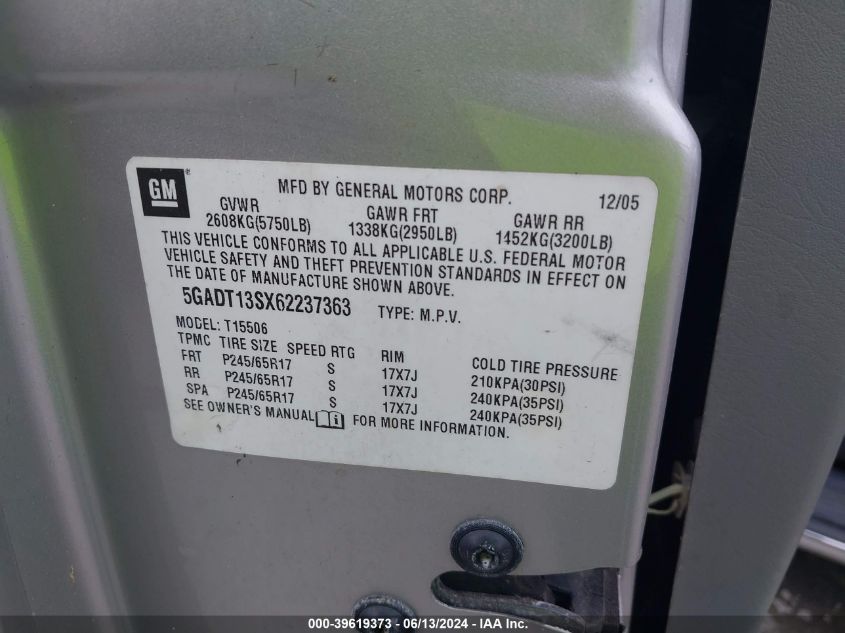 GM
MFD BY GENERAL MOTORS CORP. 12/05
GVWR GAWR FRT GAWR RR
2608KG(5750LB) 1338KG(2950LB) 1452KG(3200LB)
THIS VEHICLE CONFORMS TO ALL APPLICABLE U.S. FEDERAL MOTOR
VEHICLE SAFETY AND THEFT PREVENTION STANDARDS IN EFFECT ON
THE DATE OF MANUFACTURE SHOWN ABOVE.
5GADT13SX62237363 TYPE: M.P.V.
MODEL: T15506
TPMC TIRE SIZE SPEED RTG RIM COLD TIRE PRESSURE
FRT P245/65R17 S 17X7J 210KPA(30PSI)
RR P245/65R17 S 17X7J 240KPA(35PSI)
SPA P245/65R17 S 17X7J 240KPA(35PSI)
SEE OWNER'S MANUAL FOR MORE INFORMATION.
000-39619373 - 06/13/2024 - IAA Inc.